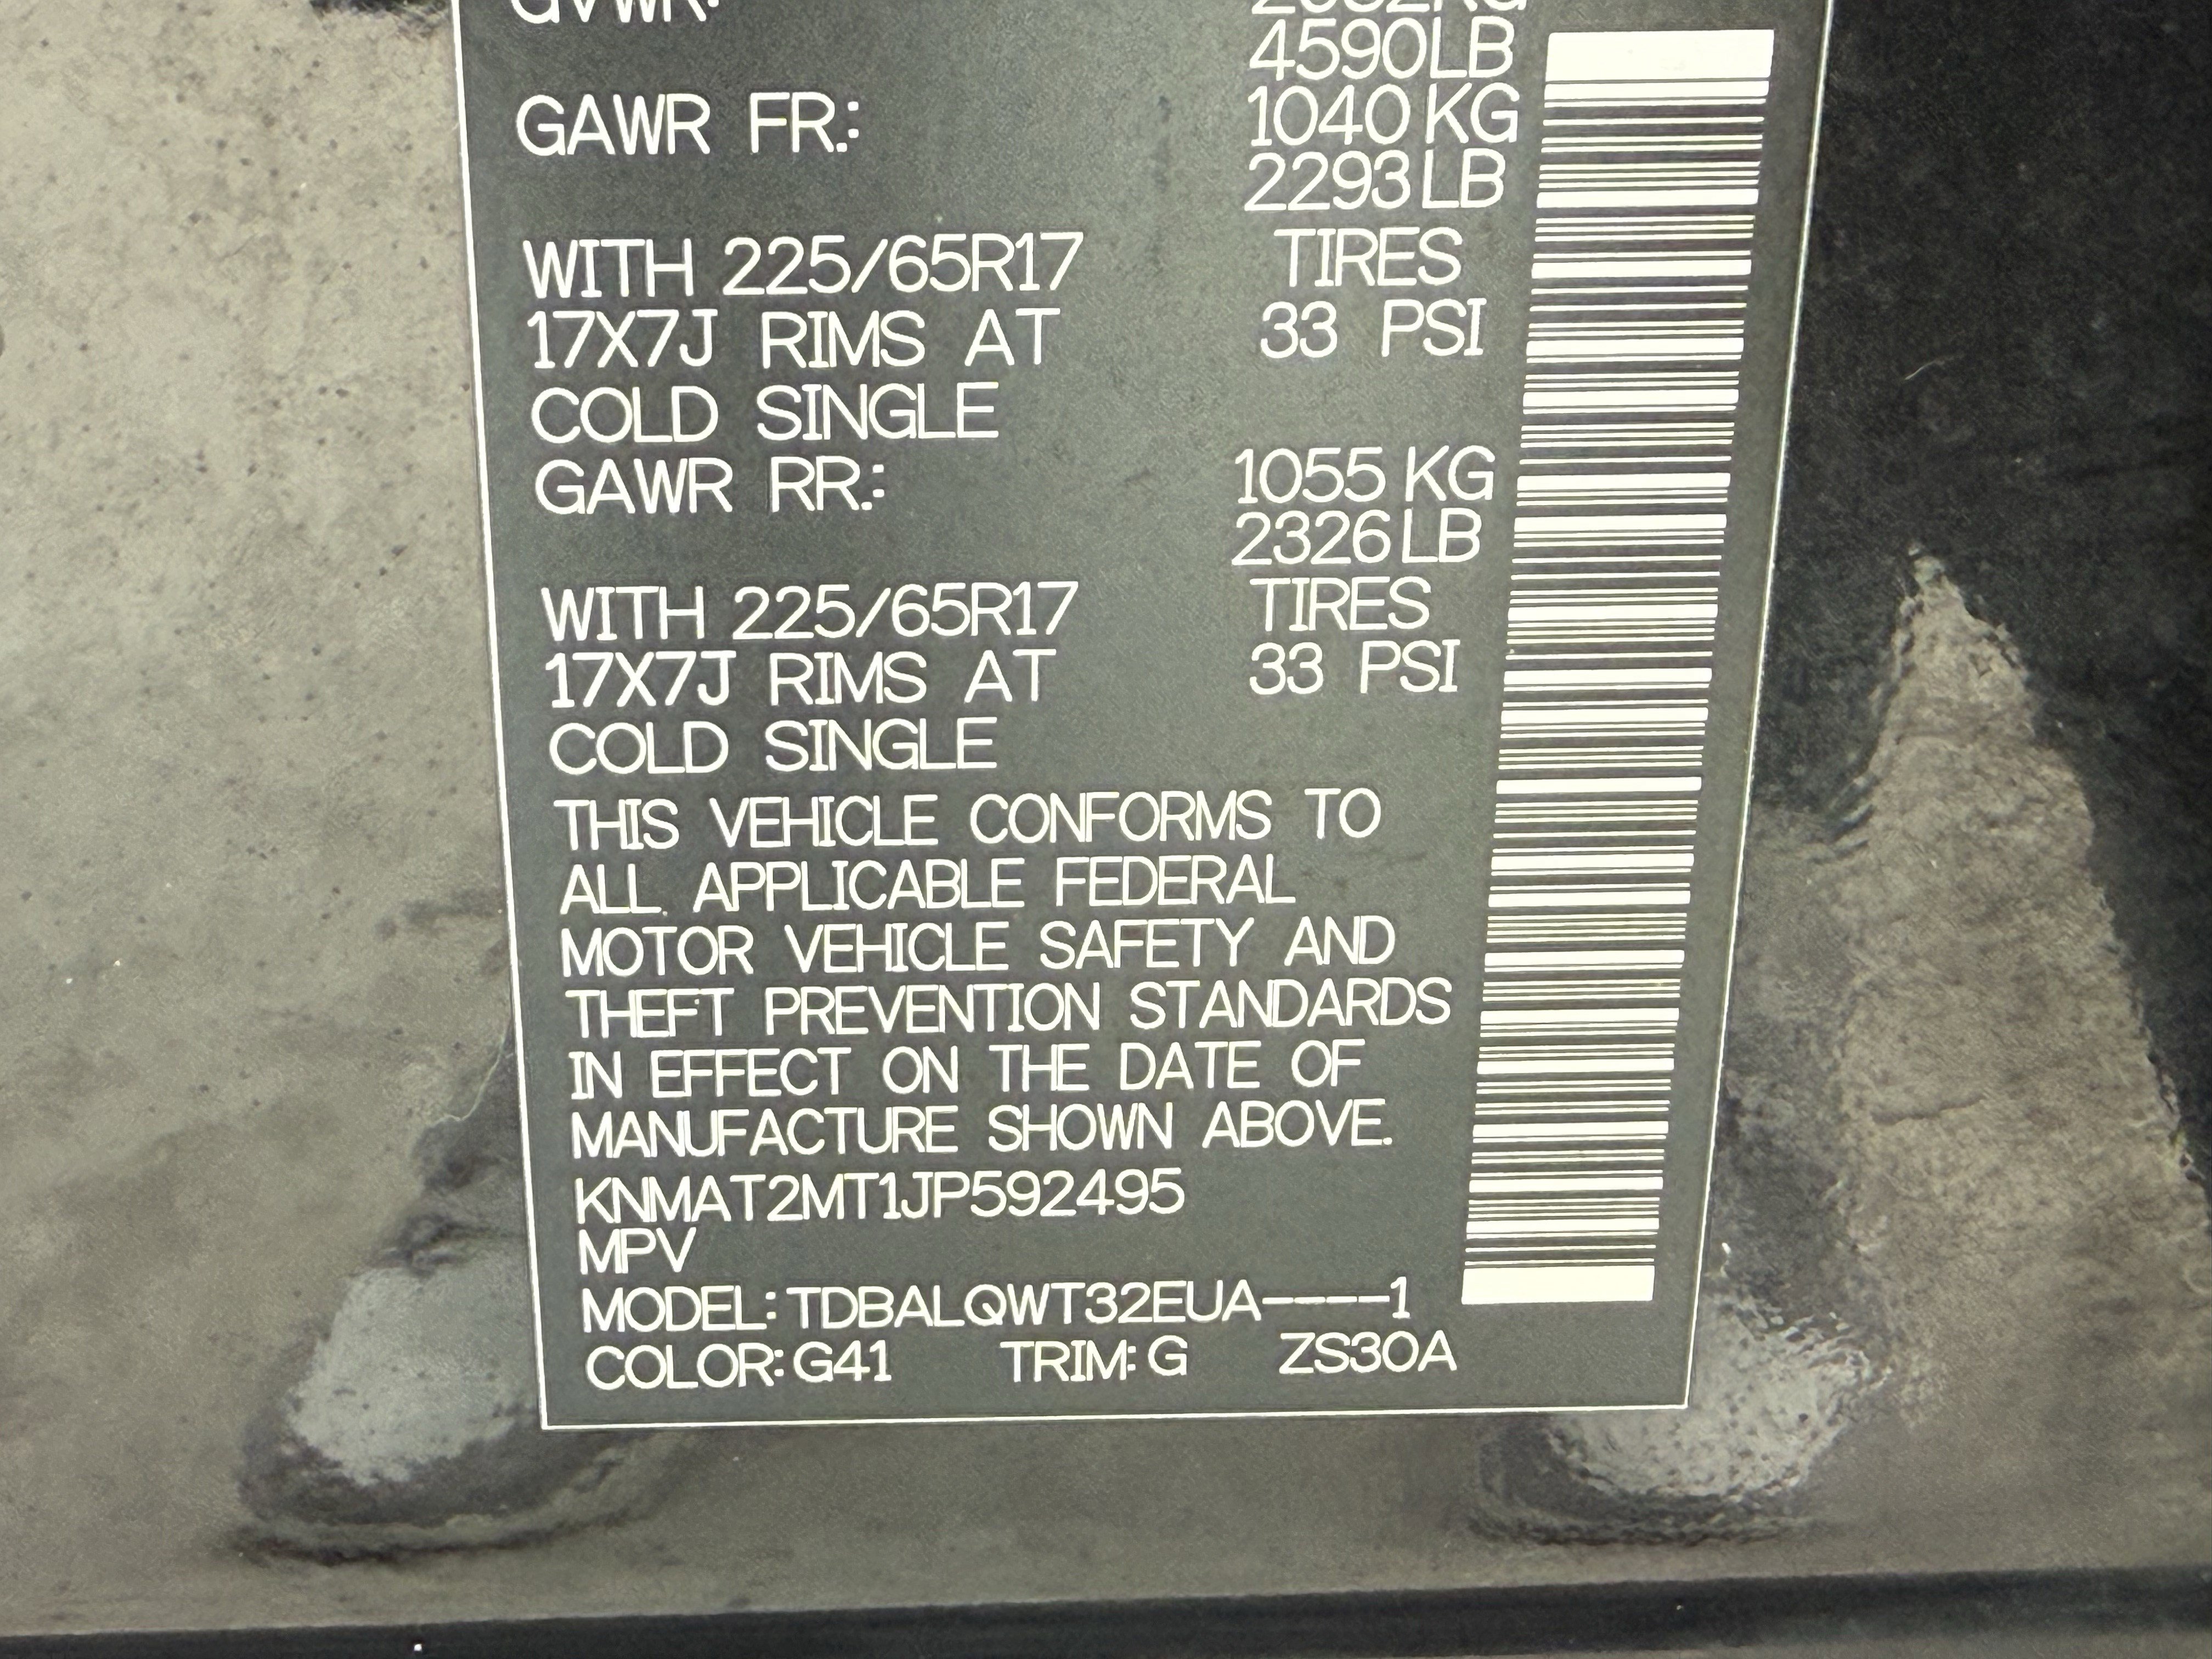 GVWR:
4590LB
GAWR FR.: 1040 KG
2293 LB
WITH 225/65R17 TIRES
17X7J RIMS AT 33 PSI
COLD SINGLE
GAWR RR.: 1055 KG
2326 LB
WITH 225/65R17 TIRES
17X7J RIMS AT 33 PSI
COLD SINGLE
THIS VEHICLE CONFORMS TO
ALL APPLICABLE FEDERAL
MOTOR VEHICLE SAFETY AND
THEFT PREVENTION STANDARDS
IN EFFECT ON THE DATE OF
MANUFACTURE SHOWN ABOVE.
KNMAT2MT1JP592495
MPV
MODEL: TDBALQWT32EUA----1
COLOR: G41 TRIM: G ZS30A